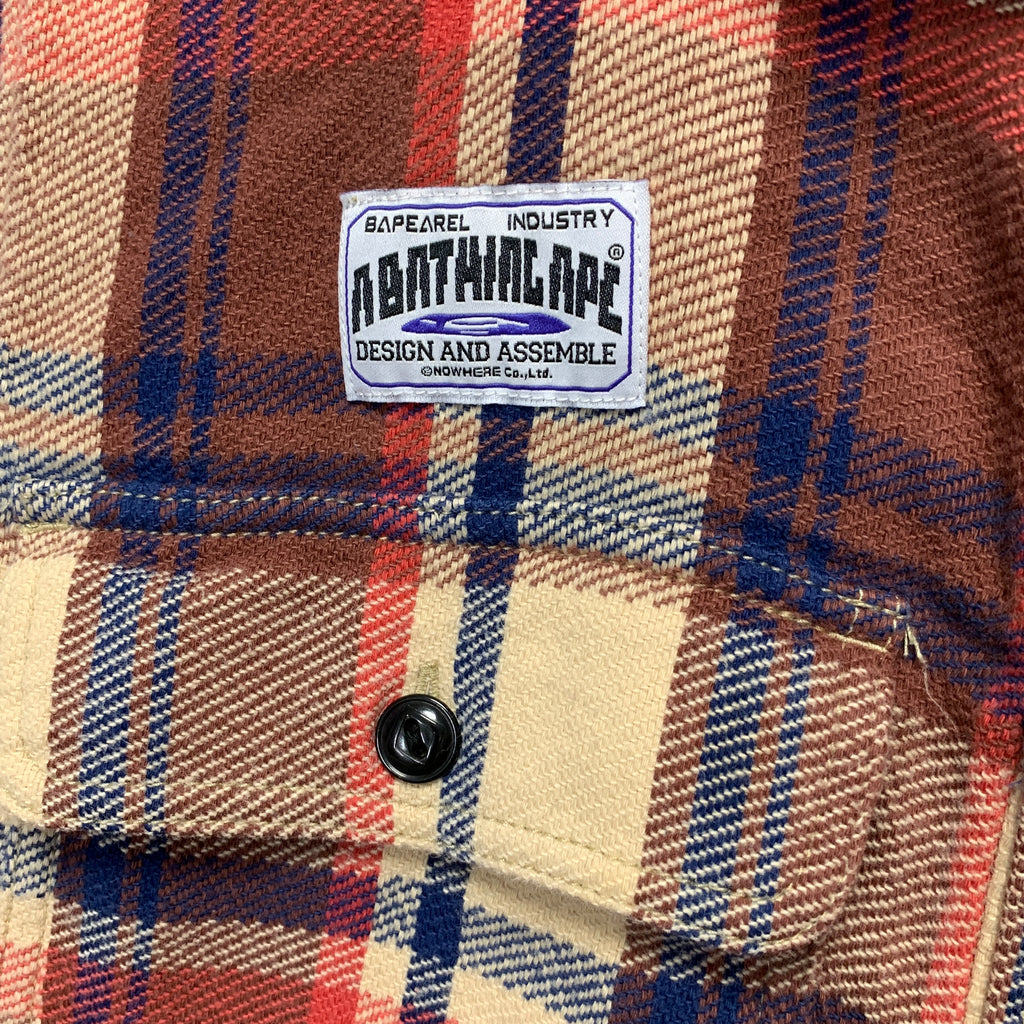 BAPEAREL INDUSTRY
A BATHING APE ®
DESIGN AND ASSEMBLE
©NOWHERE Co.,Ltd.